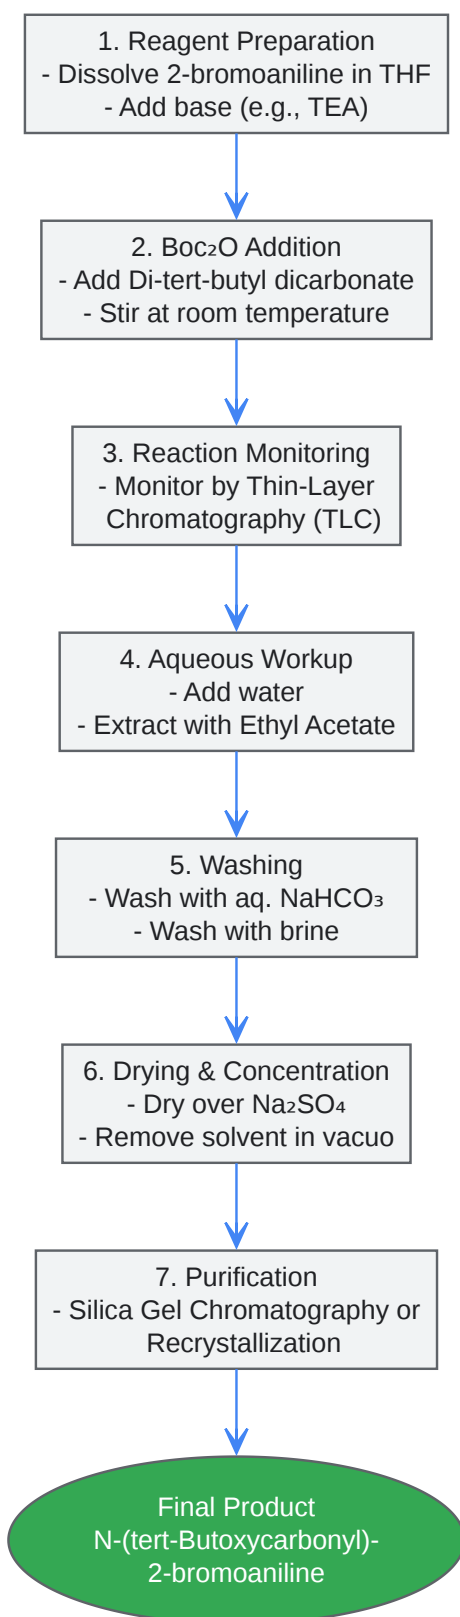 1. Reagent Preparation
- Dissolve 2-bromoaniline in THF
- Add base (e.g., TEA)
2. Boc₂O Addition
- Add Di-tert-butyl dicarbonate
- Stir at room temperature
3. Reaction Monitoring
- Monitor by Thin-Layer
Chromatography (TLC)
4. Aqueous Workup
- Add water
- Extract with Ethyl Acetate
5. Washing
- Wash with aq. NaHCO₃
- Wash with brine
6. Drying & Concentration
- Dry over Na₂SO₄
- Remove solvent in vacuo
7. Purification
- Silica Gel Chromatography or
Recrystallization
Final Product
N-(tert-Butoxycarbonyl)-
2-bromoaniline